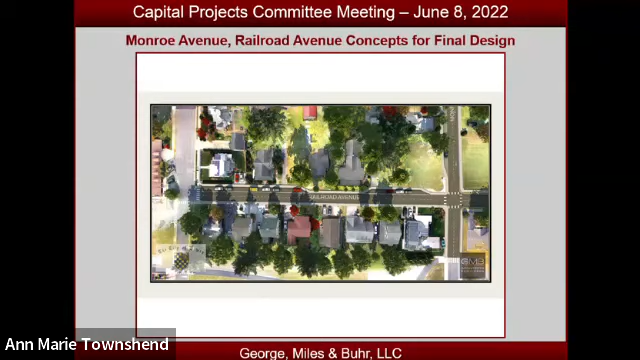 Capital Projects Committee Meeting – June 8, 2022
Monroe Avenue, Railroad Avenue Concepts for Final Design
RAILROAD AVENUE
GMB
Ann Marie Townshend
George, Miles & Buhr, LLC